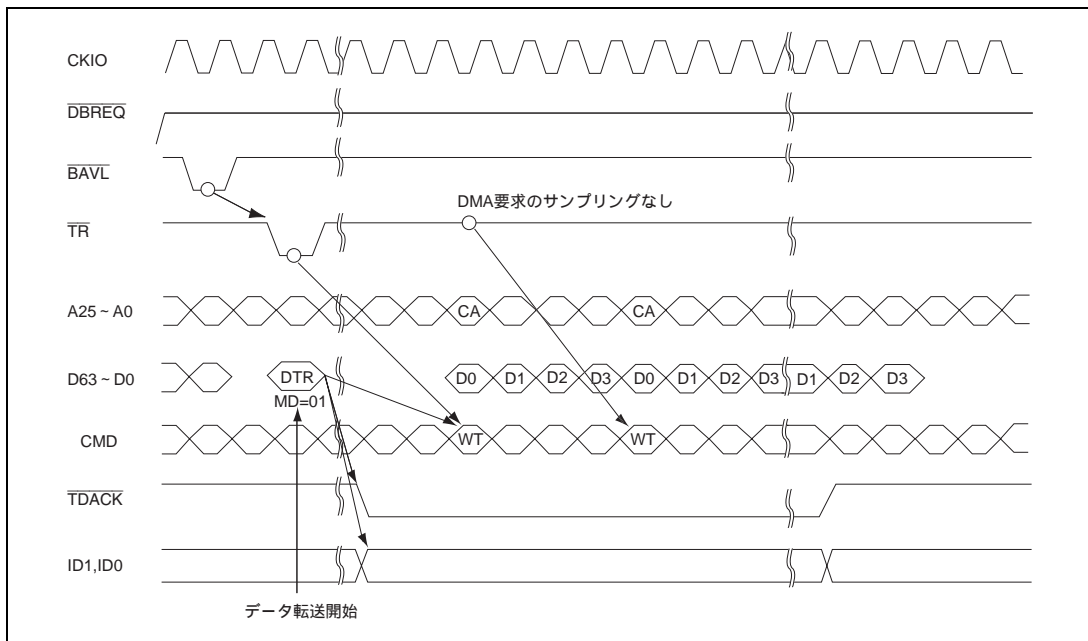 CKIO
DBREQ
BAVL
DMA要求のサンプリングなし
TR
A25 ~ A0 CA CA
D63 ~ D0 DTR D0 D1 D2 D3 D0 D1 D2 D3 D1 D2 D3
MD=01
CMD WT WT
TDACK
ID1,ID0
データ転送開始